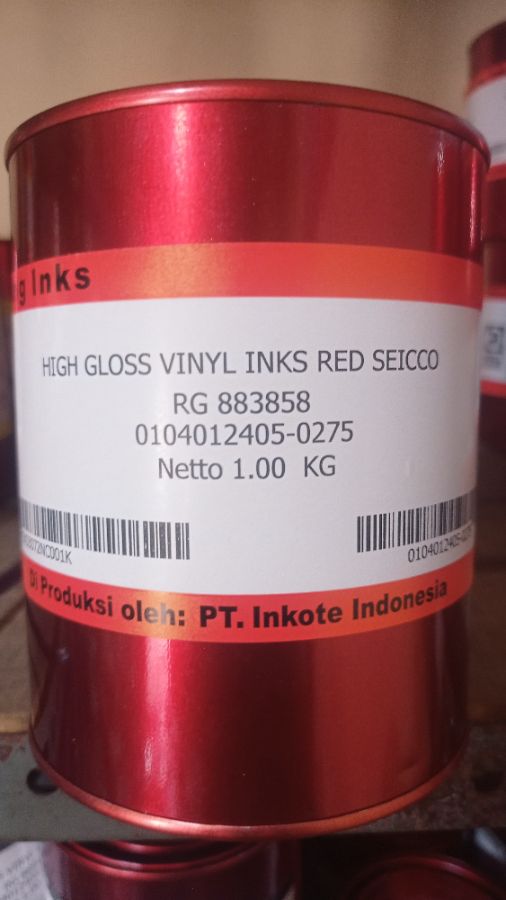 g Inks
HIGH GLOSS VINYL INKS RED SEICCO
RG 883858
0104012405-0275
Netto 1.00 KG
Di Produksi oleh: PT. Inkote Indonesia